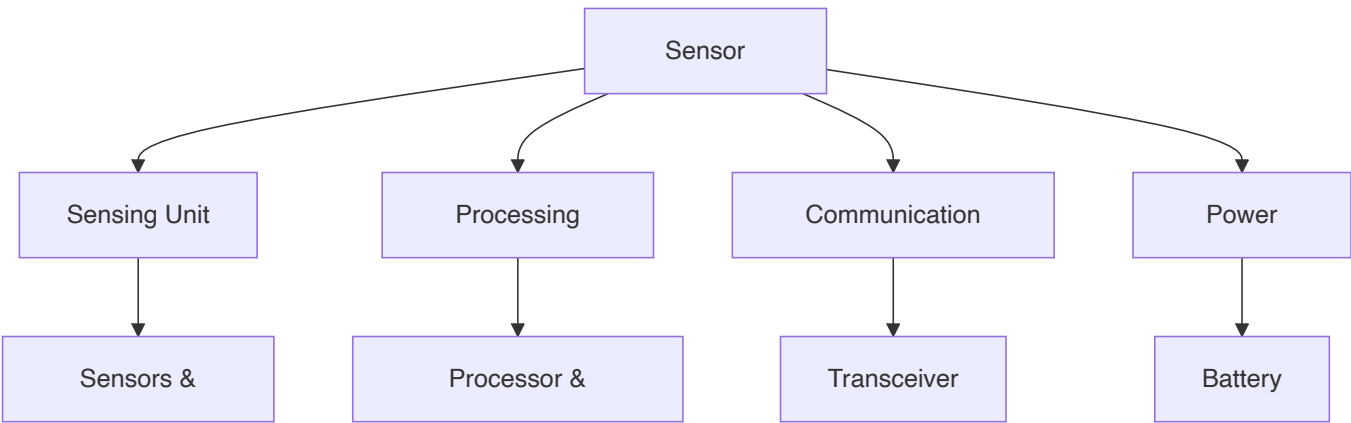 Sensor
Sensing Unit
Processing
Communication
Power
Sensors &
Processor &
Transceiver
Battery